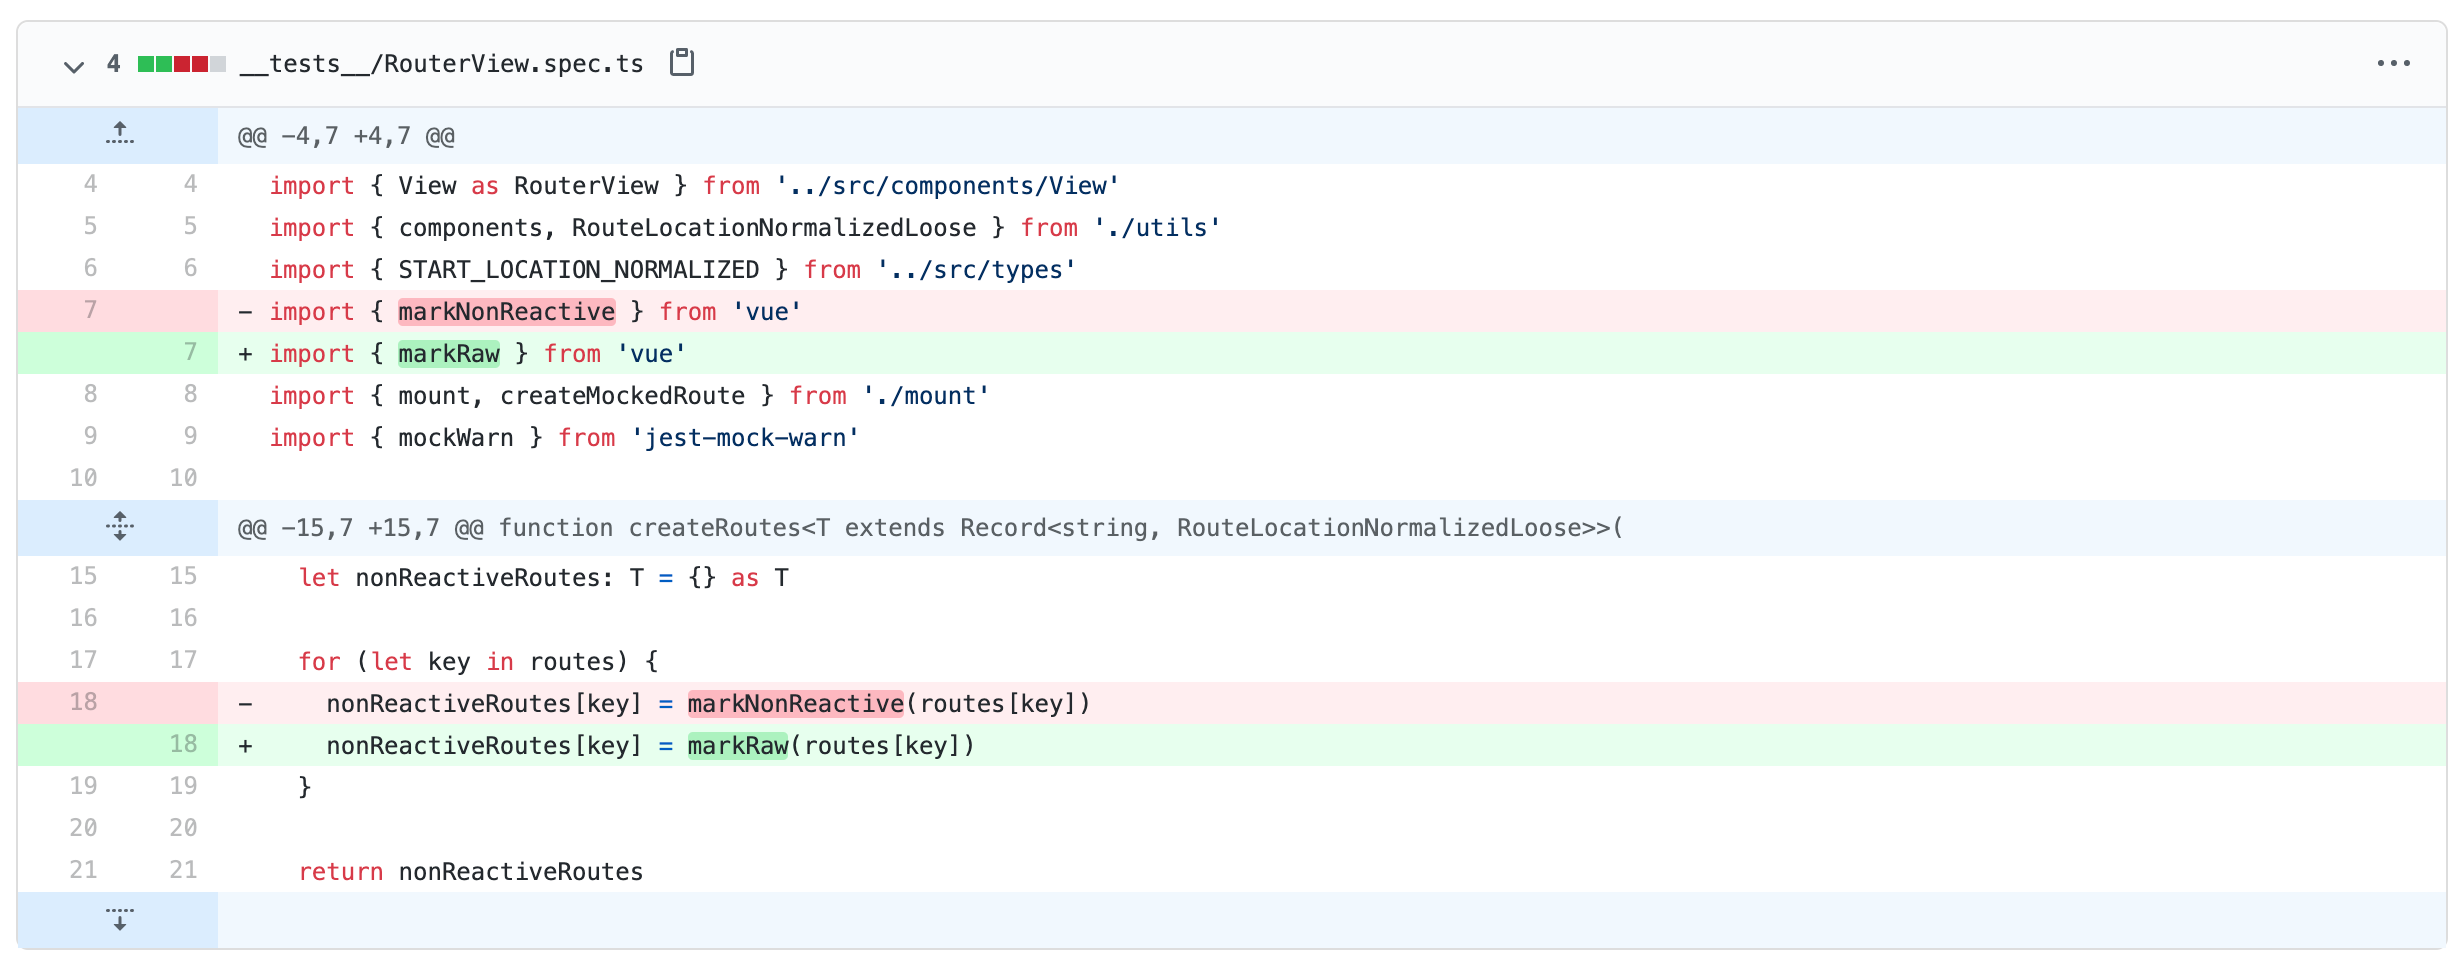 4 __tests__/RouterView.spec.ts
@@ -4,7 +4,7 @@
4 4 import { View as RouterView } from '../src/components/View'
5 5 import { components, RouteLocationNormalizedLoose } from './utils'
6 6 import { START_LOCATION_NORMALIZED } from '../src/types'
7 - import { markNonReactive } from 'vue'
7 + import { markRaw } from 'vue'
8 8 import { mount, createMockedRoute } from './mount'
9 9 import { mockWarn } from 'jest-mock-warn'
10 10
@@ -15,7 +15,7 @@ function createRoutes<T extends Record<string, RouteLocationNormalizedLoose>>(
15 15 let nonReactiveRoutes: T = {} as T
16 16
17 17 for (let key in routes) {
18 - nonReactiveRoutes[key] = markNonReactive(routes[key])
18 + nonReactiveRoutes[key] = markRaw(routes[key])
19 19 }
20 20
21 21 return nonReactiveRoutes